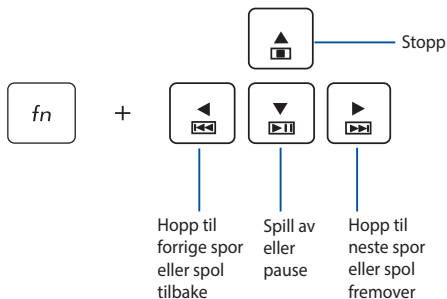 Stopp
fn
+
Hopp til
forrige spor
eller spol
tilbake
Spill av
eller
pause
Hopp til
neste spor
eller spol
fremover